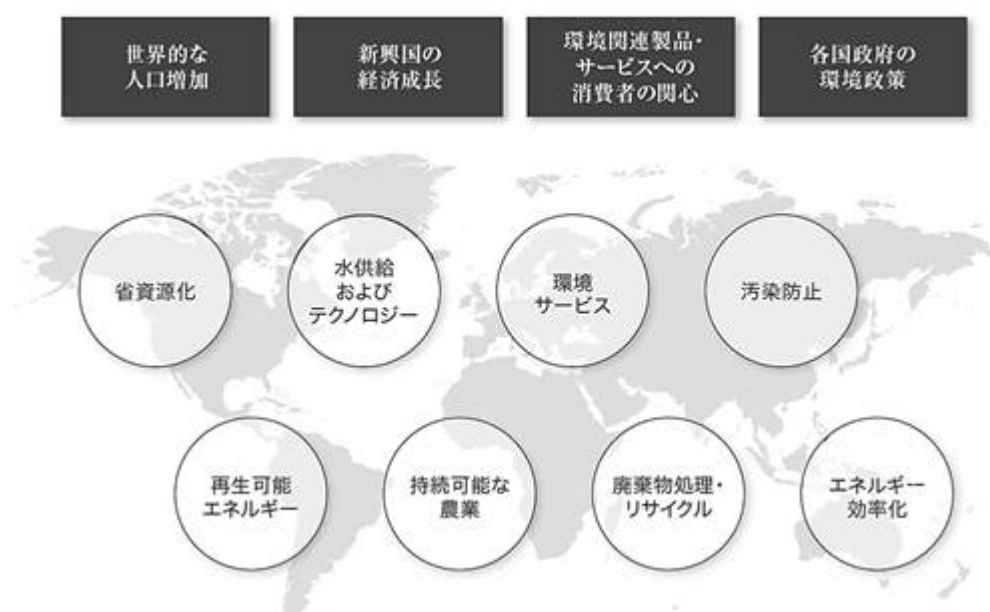 世界的な
人口増加
新興国の
経済成長
環境関連製品・
サービスへの
消費者の関心
各国政府の
環境政策
省資源化
水供給
および
テクノロジー
環境
サービス
汚染防止
再生可能
エネルギー
持続可能な
農業
廃棄物処理・
リサイクル
エネルギー
効率化